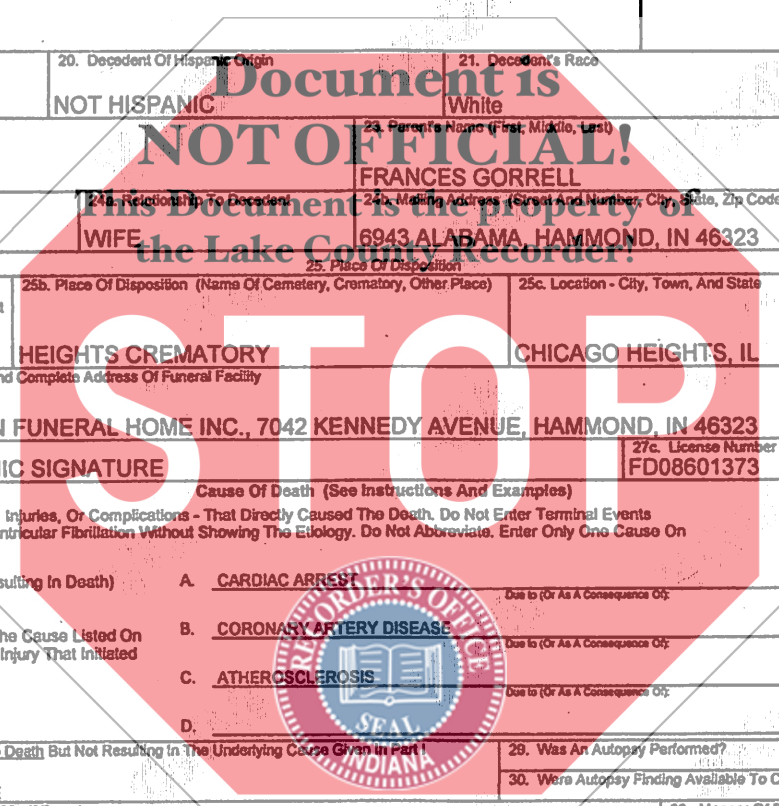 20. Decedent Of Hispanic Origin 21. Decedent's Race
Document is
NOT HISPANIC White
23. Parent's Name (First, Middle, Last)
NOT OFFICIAL!
FRANCES GORRELL
24a. Relationship To Decedent 24b. Mailing Address (Street And Number, City, State, Zip Code
This Document is the property of
WIFE 6943 ALABAMA, HAMMOND, IN 46323
the Lake County Recorder!
25. Place Of Disposition
25b. Place Of Disposition (Name Of Cemetery, Crematory, Other Place) 25c. Location - City, Town, And State
STOP
HEIGHTS CREMATORY CHICAGO HEIGHTS, IL
nd Complete Address Of Funeral Facility
N FUNERAL HOME INC., 7042 KENNEDY AVENUE, HAMMOND, IN 46323
27c. License Number
IC SIGNATURE FD08601373
Cause Of Death (See Instructions And Examples)
Injuries, Or Complications - That Directly Caused The Death. Do Not Enter Terminal Events
ntricular Fibrillation Without Showing The Etiology. Do Not Abbreviate. Enter Only One Cause On
sulting In Death) A. CARDIAC ARREST
Due to (Or As A Consequence Of):
he Cause Listed On B. CORONARY ARTERY DISEASE
Injury That Initiated Due to (Or As A Consequence Of):
C. ATHEROSCLEROSIS
Due to (Or As A Consequence Of):
D.
RECORDER'S OFFICE
SEAL
INDIANA
Death But Not Resulting In The Underlying Cause Given In Part I 29. Was An Autopsy Performed?
30. Were Autopsy Finding Available To C